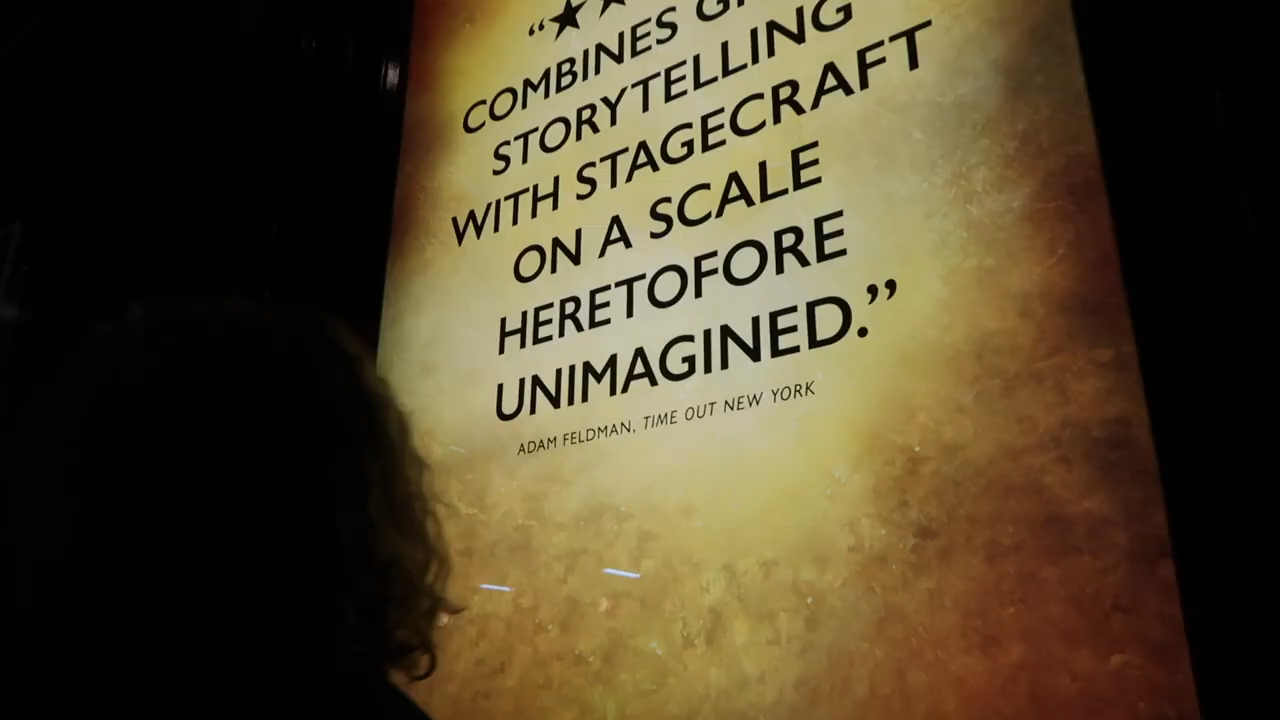 “★
COMBINES
STORYTELLING
WITH STAGECRAFT
ON A SCALE
HERETOFORE
UNIMAGINED.”
ADAM FELDMAN, TIME OUT NEW YORK